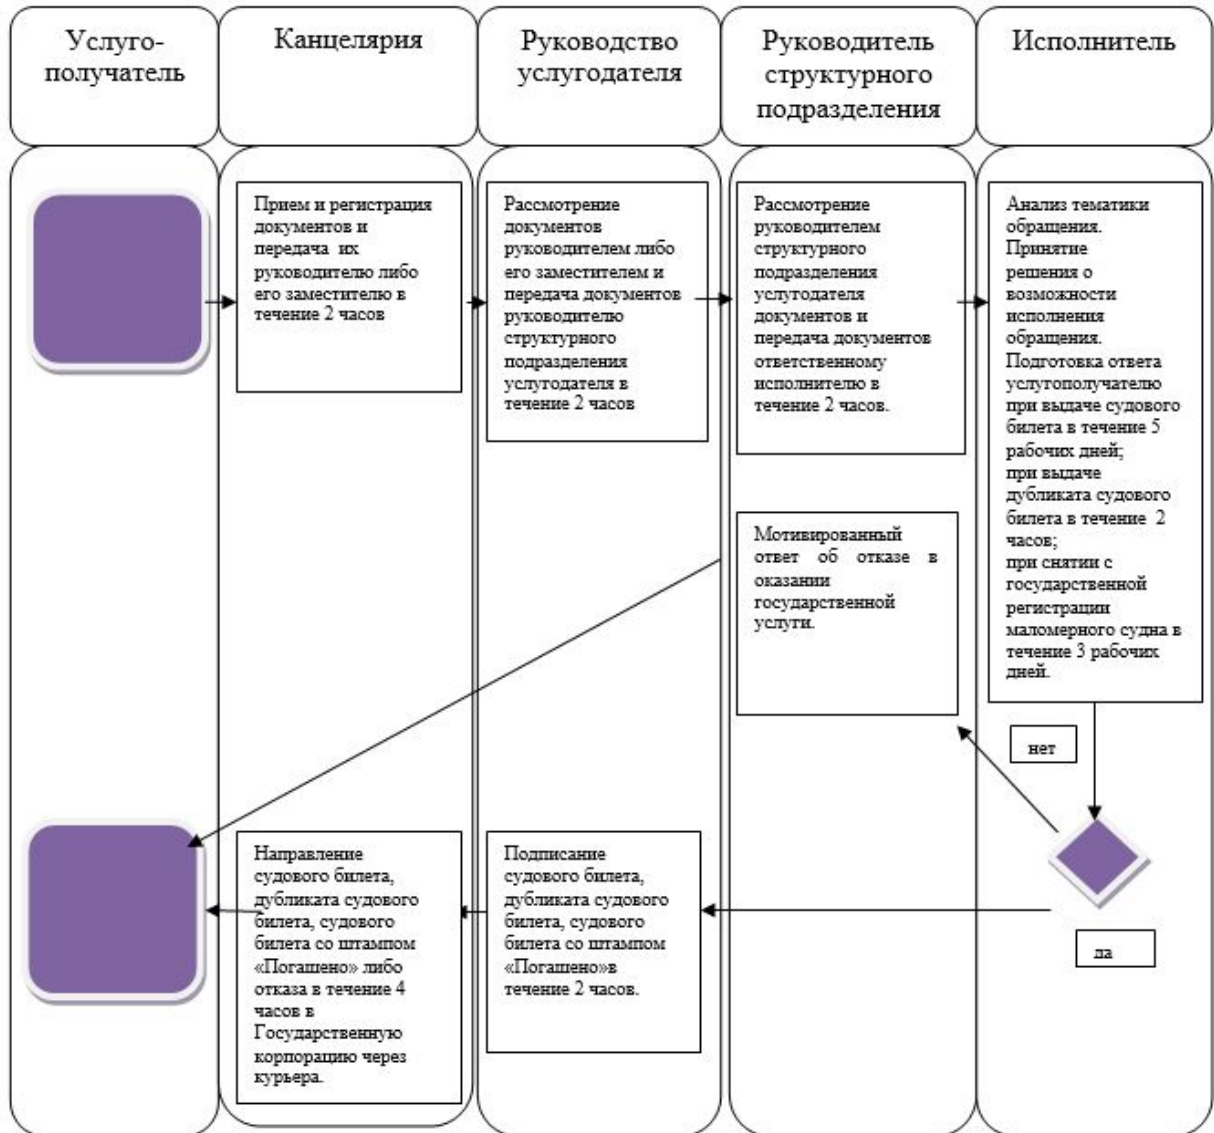 Услуго-
получатель
Канцелярия
Руководство
услугодателя
Руководитель
структурного
подразделения
Исполнитель
Прием и регистрация
документов и
передача их
руководителю либо
его заместителю в
течение 2 часов
Рассмотрение
документов
руководителем либо
его заместителем и
передача документов
руководителю
структурного
подразделения
услугодателя в
течение 2 часов
Рассмотрение
руководителем
структурного
подразделения
услугодателя
документов и
передача документов
ответственному
исполнителю в
течение 2 часов.
Анализ тематики
обращения.
Принятие
решения о
возможности
исполнения
обращения.
Подготовка ответа
услугополучателю
при выдаче судового
билета в течение 5
рабочих дней;
при выдаче
дубликата судового
билета в течение 2
часов;
при снятии с
государственной
регистрации
маломерного судна в
течение 3 рабочих
дней.
Мотивированный
ответ об отказе в
оказании
государственной
услуги.
нет
Направление
судового билета,
дубликата судового
билета, судового
билета со штампом
«Погашено» либо
отказа в течение 4
часов в
Государственную
корпорацию через
курьера.
Подписание
судового билета,
дубликата судового
билета, судового
билета со штампом
«Погашено»в
течение 2 часов.
да